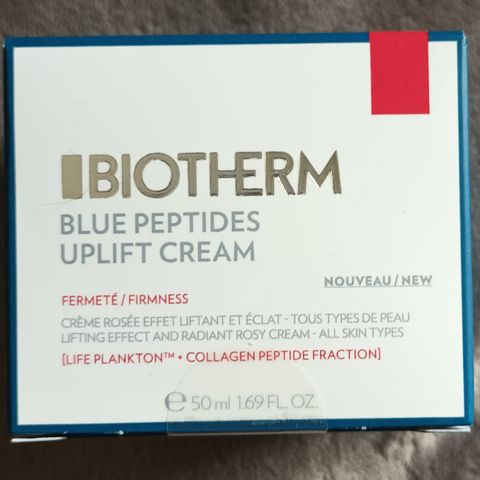 BIOTHERM
BLUE PEPTIDES
UPLIFT CREAM
NOUVEAU / NEW
FERMETÉ / FIRMNESS
CRÈME ROSÉE EFFET LIFTANT ET ÉCLAT - TOUS TYPES DE PEAU
LIFTING EFFECT AND RADIANT ROSY CREAM - ALL SKIN TYPES
[LIFE PLANKTON™ + COLLAGEN PEPTIDE FRACTION]
℮ 50 ml 1.69 FL. OZ.